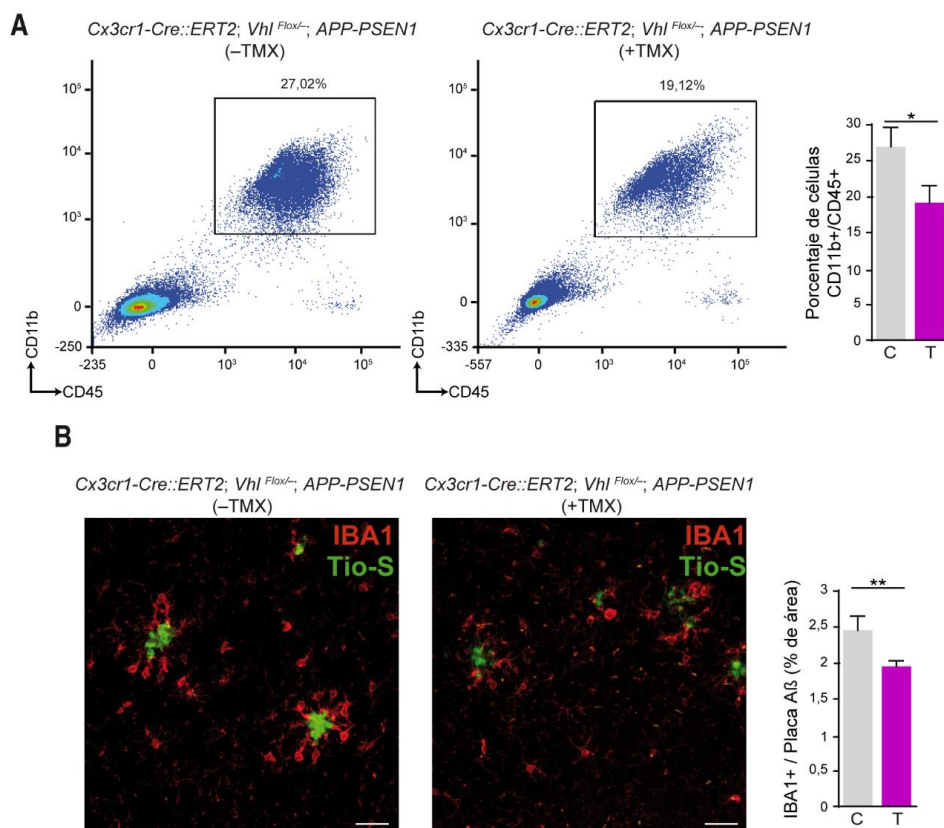 A
Cx3cr1-Cre::ERT2; Vhl Flox/–; APP-PSEN1
(–TMX)
27,02%
10⁵
10⁴
10³
0
-250
-235
0
10³
10⁴
10⁵
CD11b
CD45
Cx3cr1-Cre::ERT2; Vhl Flox/–; APP-PSEN1
(+TMX)
19,12%
10⁵
10⁴
10³
0
-335
-557
0
10³
10⁴
10⁵
CD11b
CD45
Porcentaje de células
CD11b+/CD45+
30
25
20
15
10
5
0
*
C
T
B
Cx3cr1-Cre::ERT2; Vhl Flox/–; APP-PSEN1
(–TMX)
IBA1
Tio-S
Cx3cr1-Cre::ERT2; Vhl Flox/–; APP-PSEN1
(+TMX)
IBA1
Tio-S
IBA1+ / Placa Aß (% de área)
3
2,5
2
1,5
1
0,5
0
**
C
T